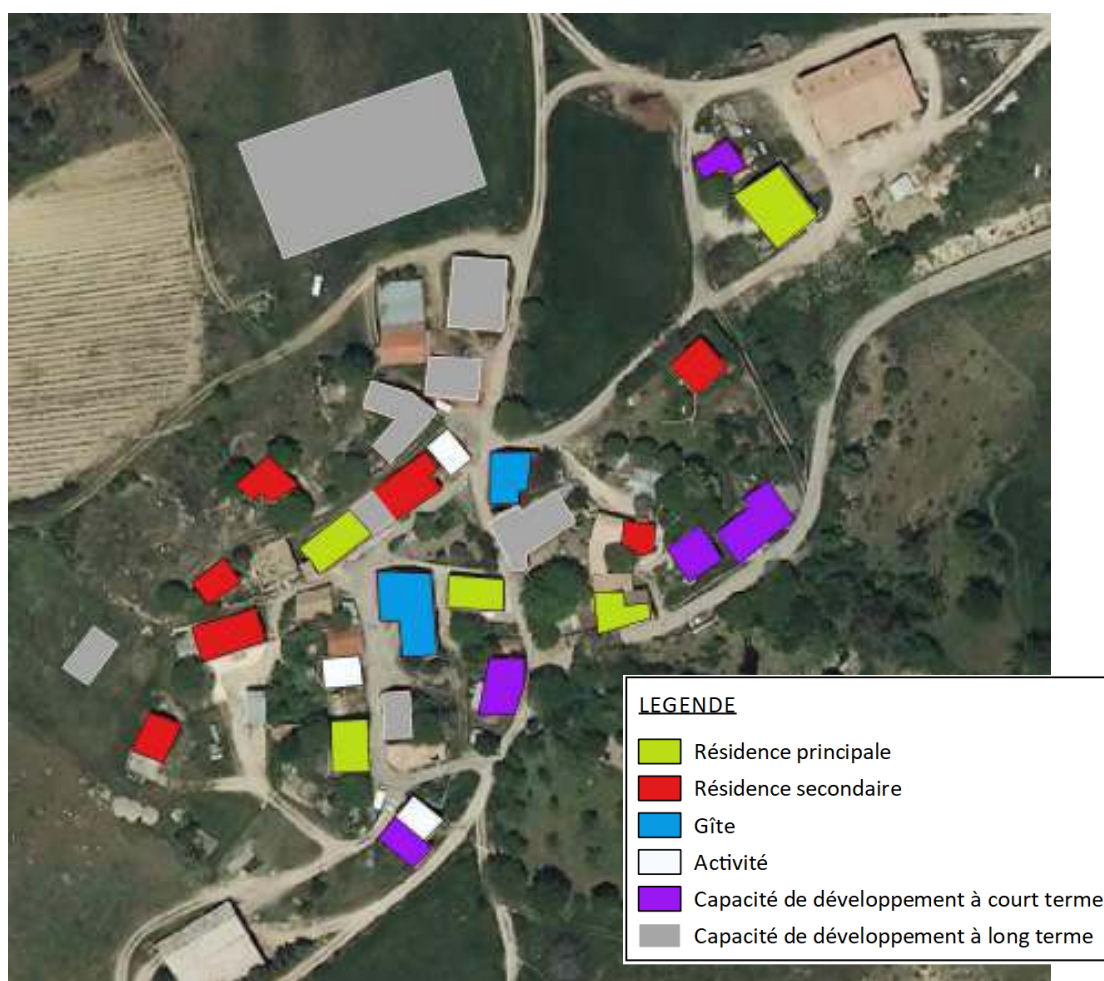 LEGENDE
Résidence principale
Résidence secondaire
Gîte
Activité
Capacité de développement à court terme
Capacité de développement à long terme